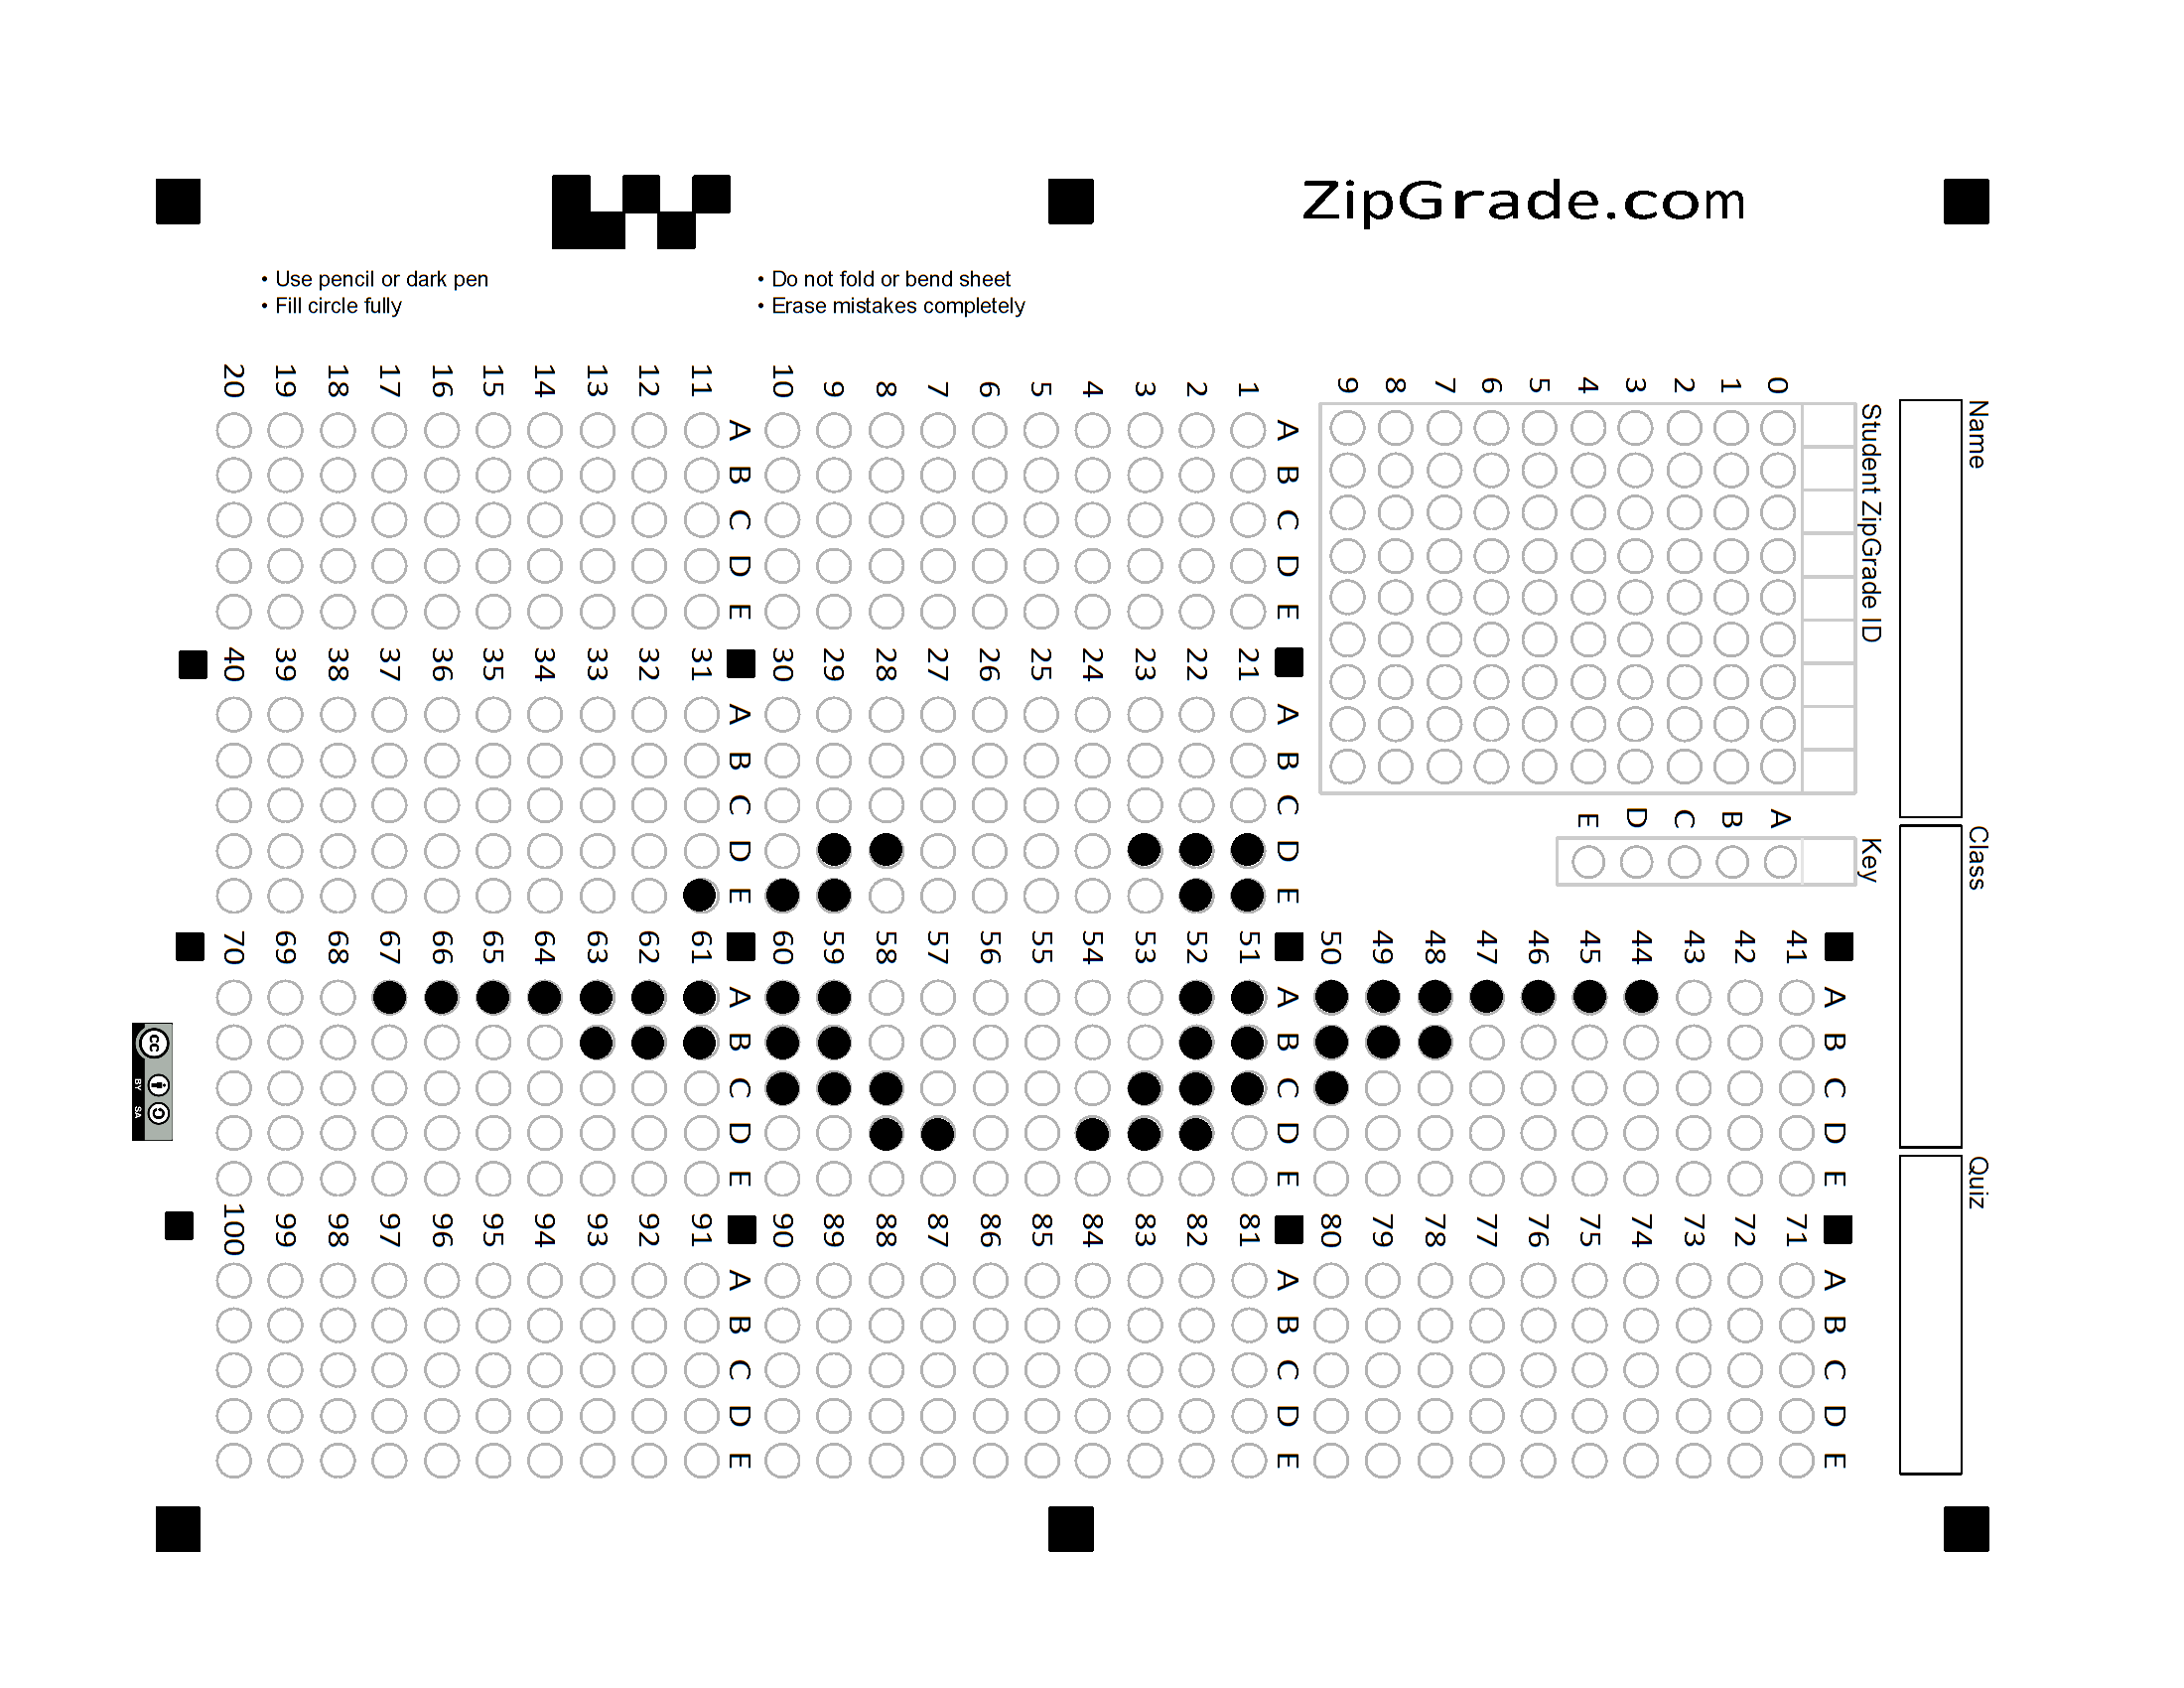 ZipGrade.com
• Use pencil or dark pen
• Fill circle fully
• Do not fold or bend sheet
• Erase mistakes completely
Name
Class
Quiz
Student ZipGrade ID
0 1 2 3 4 5 6 7 8 9
Key
A B C D E
1 2 3 4 5 6 7 8 9 10
A B C D E
11 12 13 14 15 16 17 18 19 20
A B C D E
21 22 23 24 25 26 27 28 29 30
A B C D E
31 32 33 34 35 36 37 38 39 40
A B C D E
41 42 43 44 45 46 47 48 49 50
A B C D E
51 52 53 54 55 56 57 58 59 60
A B C D E
61 62 63 64 65 66 67 68 69 70
A B C D E
71 72 73 74 75 76 77 78 79 80
A B C D E
81 82 83 84 85 86 87 88 89 90
A B C D E
91 92 93 94 95 96 97 98 99 100
A B C D E
cc
BY SA